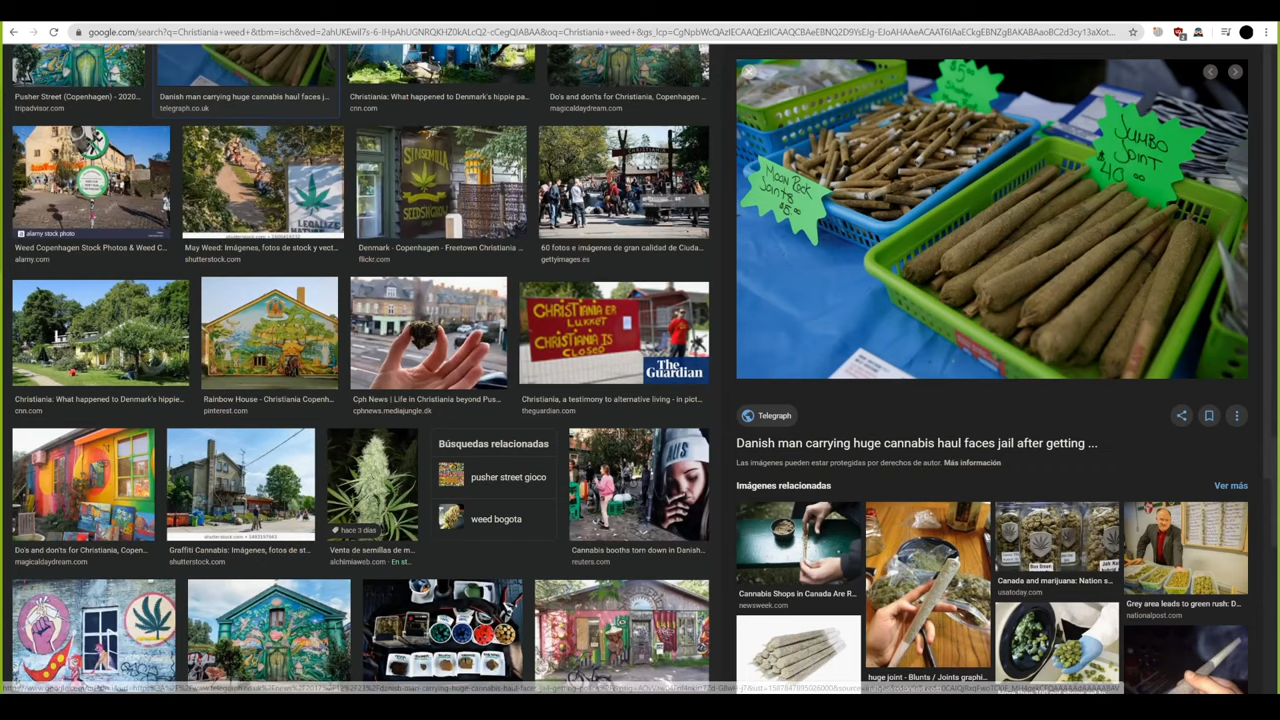 google.com/search?q=Christiania+weed+&tbm=isch&ved=2ahUKEwil7s-6-IHpAhUGNRQKHZ0kALcQ2-cCegQIABAA&oq=Christiania+weed+&gs_lcp=
Pusher Street (Copenhagen) - 2020...
tripadvisor.com
Danish man carrying huge cannabis haul faces j...
telegraph.co.uk
Christiania: What happened to Denmark's hippie pa...
cnn.com
Do's and don'ts for Christiania, Copenhagen ...
magicaldaydream.com
alamy stock photo
LEGALIZE
SINSEMILLA
CHRISTIANIA
Weed Copenhagen Stock Photos & Weed C...
alamy.com
May Weed: Imágenes, fotos de stock y vect...
shutterstock.com
Denmark - Copenhagen - Freetown Christiania ...
flickr.com
60 fotos e imágenes de gran calidad de Ciuda...
gettyimages.es
CHRISTIANIA ER
LUKKET
CHRISTIANIA IS
CLOSED
The
Guardian
Christiania: What happened to Denmark's hippie...
cnn.com
Rainbow House - Christiania Copenh...
pinterest.com
Cph News | Life in Christiania beyond Pus...
cphnews.mediajungle.dk
Christiania, a testimony to alternative living - in pict...
theguardian.com
Búsquedas relacionadas
pusher street gioco
weed bogota
hace 3 días
Do's and don'ts for Christiania, Copen...
magicaldaydream.com
Graffiti Cannabis: Imágenes, fotos de st...
shutterstock.com
Venta de semillas de m...
alchimiaweb.com - En st...
Cannabis booths torn down in Danish...
reuters.com
MOON ROCK
JOINTS
$5.00
JUMBO
JOINT
$40.00
Telegraph
Danish man carrying huge cannabis haul faces jail after getting ...
Las imágenes pueden estar protegidas por derechos de autor. Más información
Imágenes relacionadas
Ver más
Cannabis Shops in Canada Are R...
newsweek.com
huge joint - Blunts / Joints graphi...
Canada and marijuana: Nation s...
usatoday.com
Grey area leads to green rush: D...
nationalpost.com